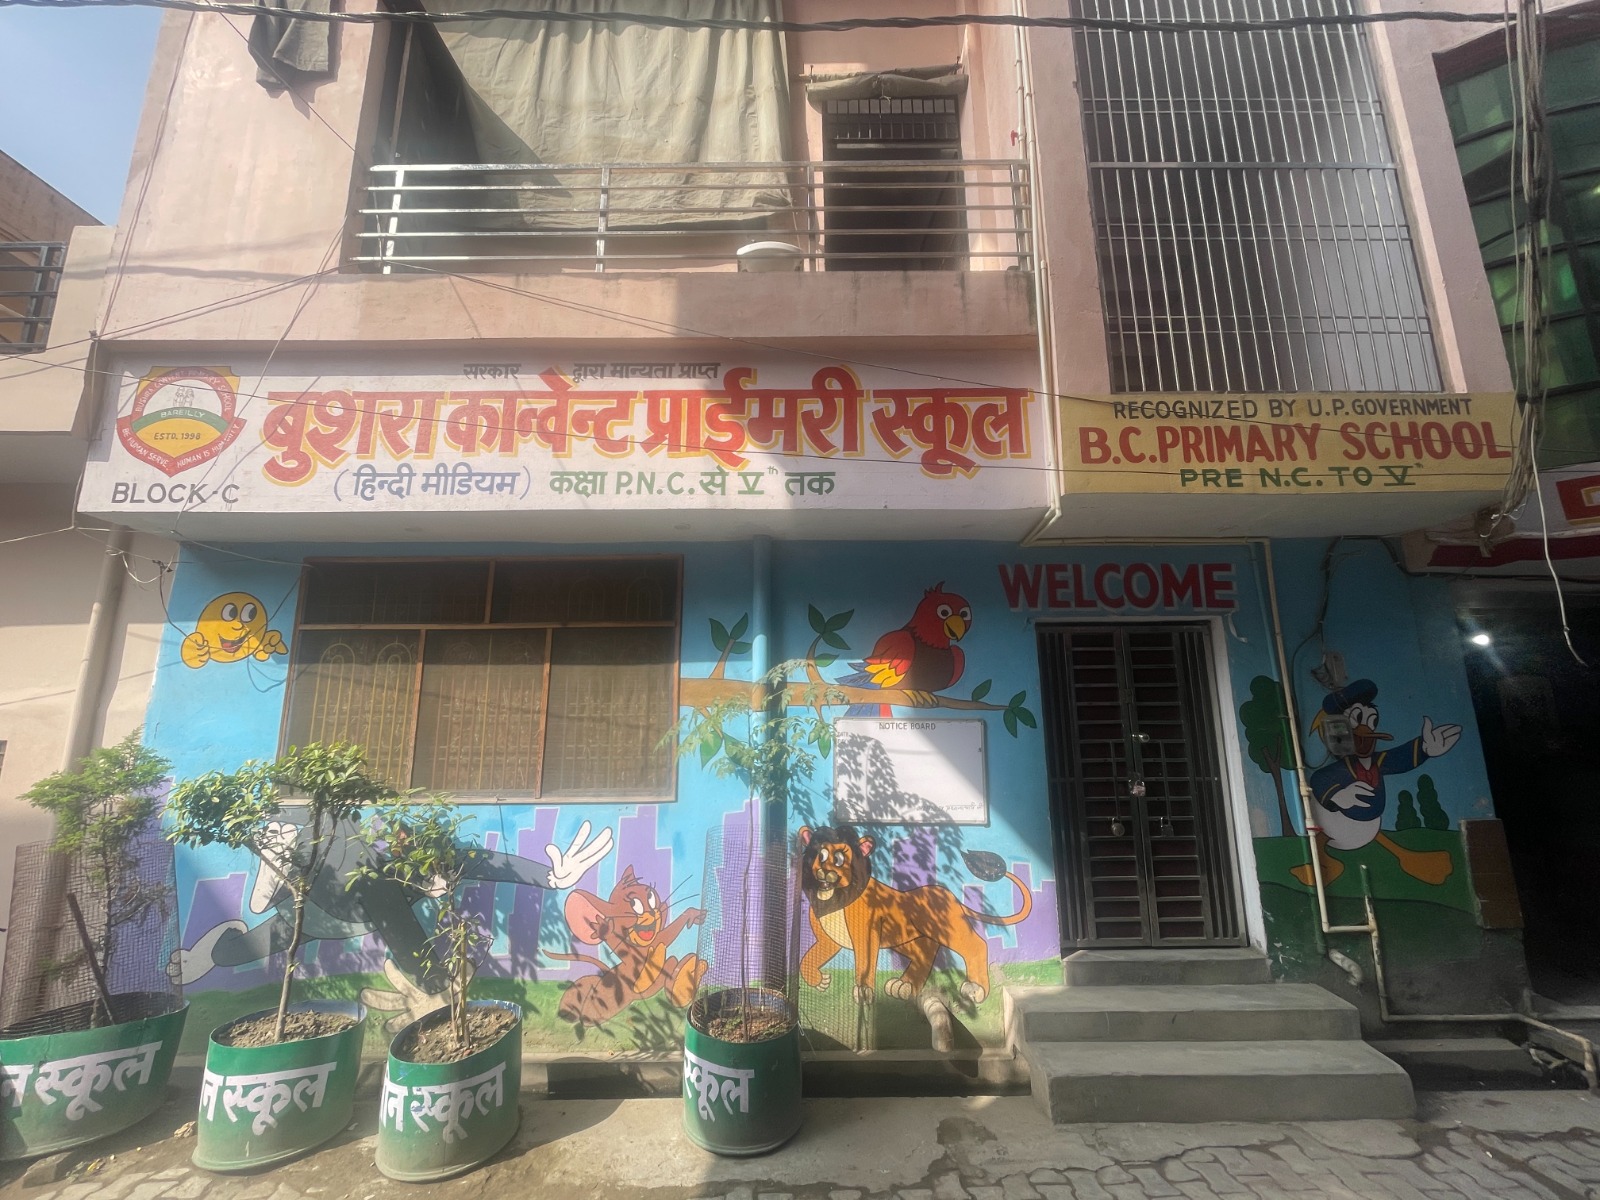 सरकार द्वारा मान्यता प्राप्त
बुशरा कान्वेन्ट प्राईमरी स्कूल
(हिन्दी मीडियम) कक्षा P.N.C. से V th तक
BAREILLY
ESTD. 1998
BLOCK-C
RECOGNIZED BY U.P. GOVERNMENT
B.C. PRIMARY SCHOOL
PRE N.C. TO V th
WELCOME
NOTICE BOARD
न स्कूल
न स्कूल
न स्कूल
स्कूल